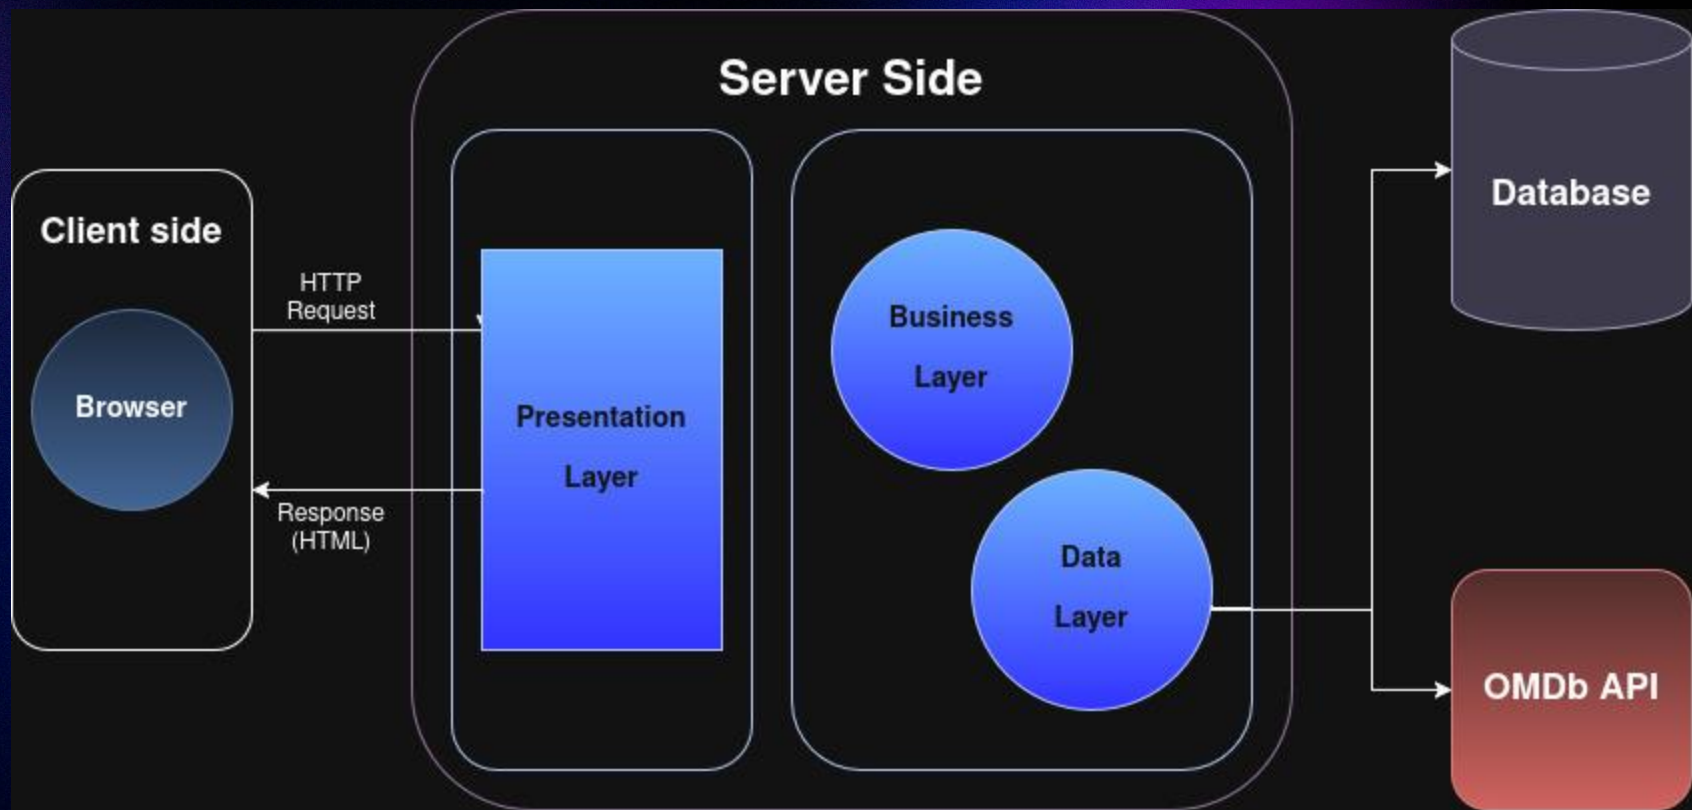 Server Side
Client side
Browser
HTTP
Request
Response
(HTML)
Presentation
Layer
Business
Layer
Data
Layer
Database
OMDb API